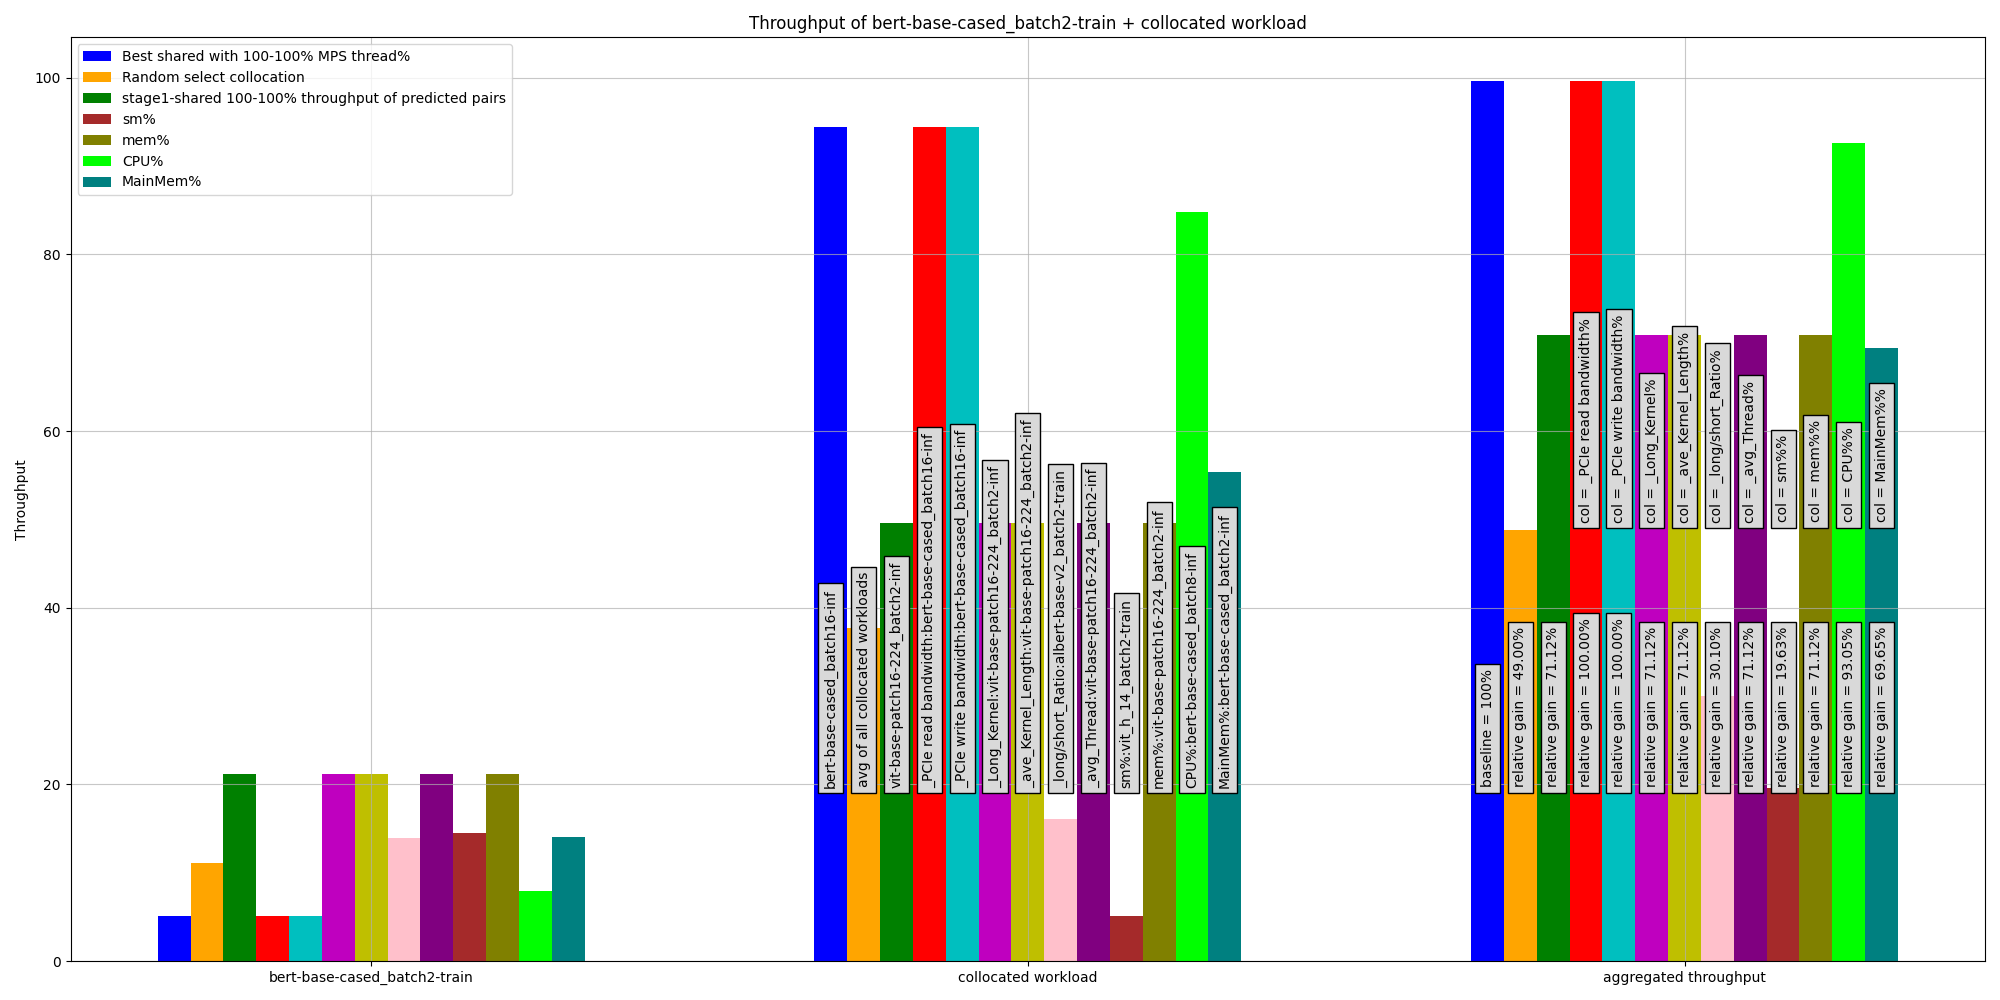 Throughput of bert-base-cased_batch2-train + collocated workload
Best shared with 100-100% MPS thread%
Random select collocation
stage1-shared 100-100% throughput of predicted pairs
sm%
mem%
CPU%
MainMem%
Throughput
100
80
60
40
20
0
bert-base-cased_batch16-inf
avg of all collocated workloads
vit-base-patch16-224_batch2-inf
_PCIe read bandwidth:bert-base-cased_batch16-inf
_PCIe write bandwidth:bert-base-cased_batch16-inf
_Long_Kernel:vit-base-patch16-224_batch2-inf
_ave_Kernel_Length:vit-base-patch16-224_batch2-inf
_long/short_Ratio:albert-base-v2_batch2-train
_avg_Thread:vit-base-patch16-224_batch2-inf
sm%:vit_h_14_batch2-train
mem%:vit-base-patch16-224_batch2-inf
CPU%:bert-base-cased_batch8-inf
MainMem%:bert-base-cased_batch2-inf
col = _PCIe read bandwidth%
col = _PCIe write bandwidth%
col = _Long_Kernel%
col = _ave_Kernel_Length%
col = _long/short_Ratio%
col = _avg_Thread%
col = sm%%
col = mem%%
col = CPU%%
col = MainMem%%
baseline = 100%
relative gain = 49.00%
relative gain = 71.12%
relative gain = 100.00%
relative gain = 100.00%
relative gain = 71.12%
relative gain = 71.12%
relative gain = 30.10%
relative gain = 71.12%
relative gain = 19.63%
relative gain = 71.12%
relative gain = 93.05%
relative gain = 69.65%
bert-base-cased_batch2-train
collocated workload
aggregated throughput